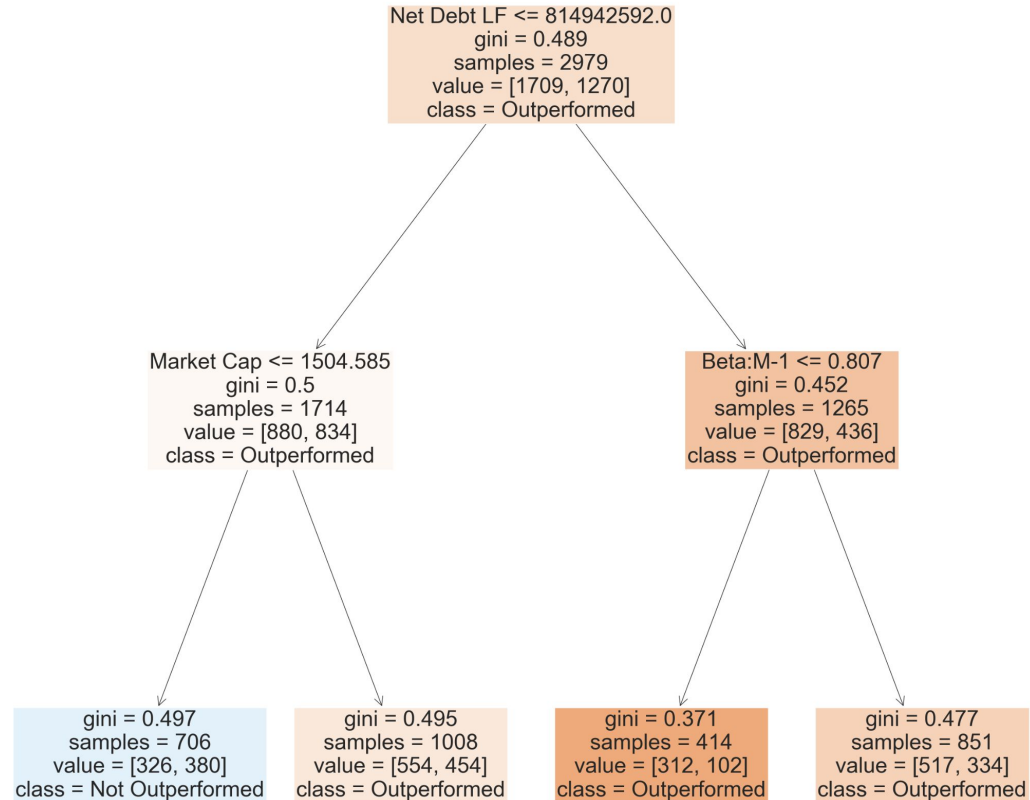 Net Debt LF <= 814942592.0
gini = 0.489
samples = 2979
value = [1709, 1270]
class = Outperformed
Market Cap <= 1504.585
gini = 0.5
samples = 1714
value = [880, 834]
class = Outperformed
Beta:M-1 <= 0.807
gini = 0.452
samples = 1265
value = [829, 436]
class = Outperformed
gini = 0.497
samples = 706
value = [326, 380]
class = Not Outperformed
gini = 0.495
samples = 1008
value = [554, 454]
class = Outperformed
gini = 0.371
samples = 414
value = [312, 102]
class = Outperformed
gini = 0.477
samples = 851
value = [517, 334]
class = Outperformed